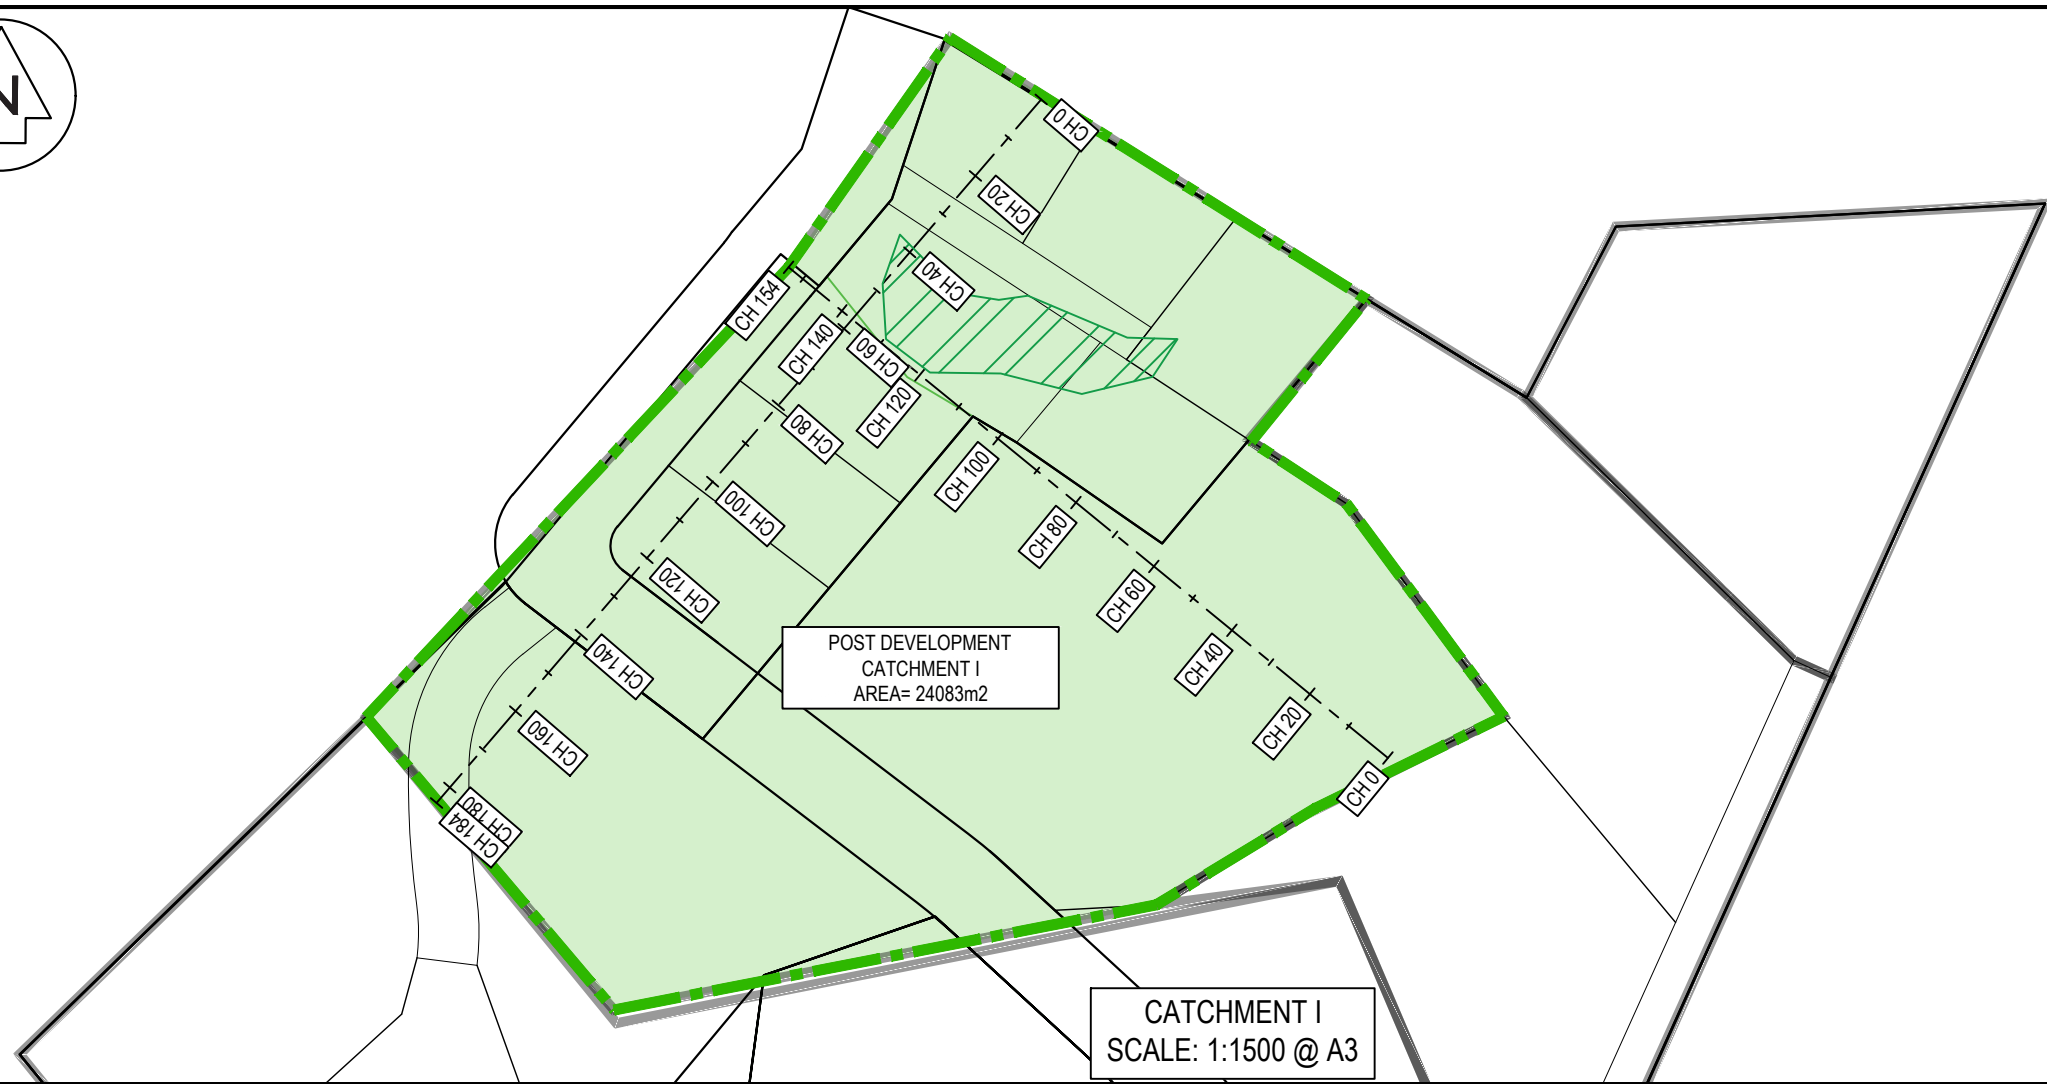 N
CH 0
CH 20
CH 40
CH 60
CH 80
CH 100
CH 120
CH 140
CH 160
CH 180
CH 184
CH 154
CH 140
CH 120
CH 100
CH 80
CH 60
CH 40
CH 20
CH 0
POST DEVELOPMENT
CATCHMENT I
AREA= 24083m2
CATCHMENT I
SCALE: 1:1500 @ A3